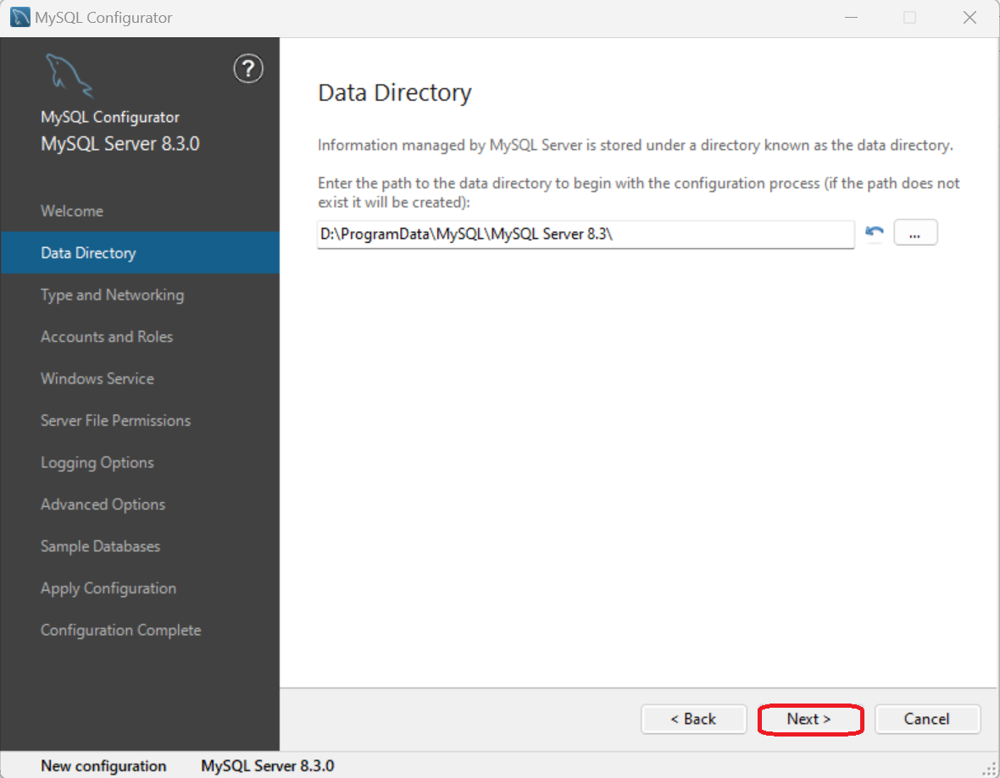 MySQL Configurator
?
MySQL Configurator
MySQL Server 8.3.0
Welcome
Data Directory
Type and Networking
Accounts and Roles
Windows Service
Server File Permissions
Logging Options
Advanced Options
Sample Databases
Apply Configuration
Configuration Complete
Data Directory
Information managed by MySQL Server is stored under a directory known as the data directory.
Enter the path to the data directory to begin with the configuration process (if the path does not
exist it will be created):
D:\ProgramData\MySQL\MySQL Server 8.3\
...
< Back
Next >
Cancel
New configuration
MySQL Server 8.3.0